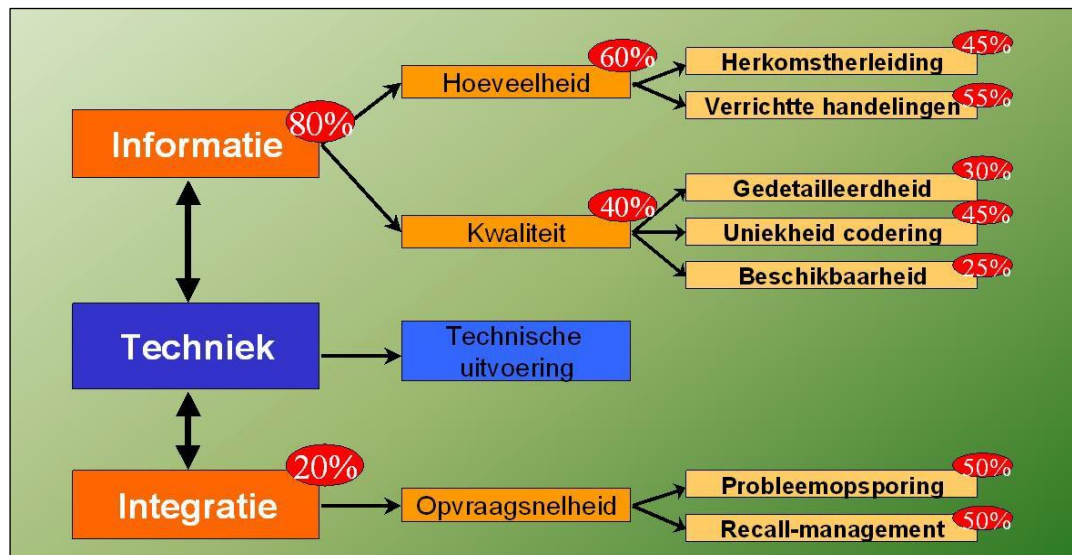 60%
45%
Hoeveelheid
Herkomstherleiding
55%
Verrichtte handelingen
80%
Informatie
40%
30%
Gedetailleerdheid
Kwaliteit
45%
Uniekheid codering
25%
Beschikbaarheid
Techniek
Technische
uitvoering
20%
50%
Integratie
Opvraagsnelheid
Probleemopsporing
50%
Recall-management